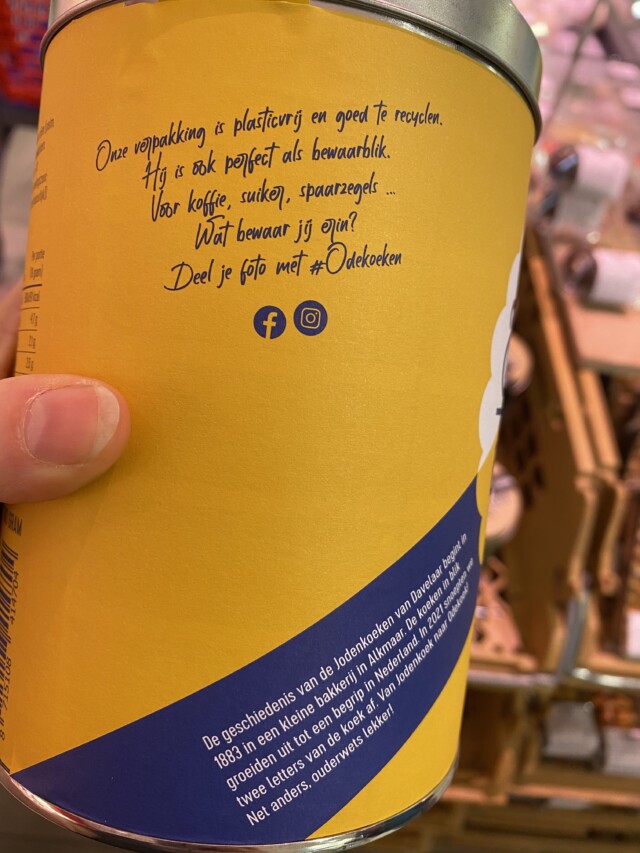 Onze verpakking is plasticvrij en goed te recyclen.
Hij is ook perfect als bewaarblik.
Voor koffie, suiker, spaarzegels ...
Wat bewaar jij erin?
Deel je foto met #Odekoeken
De geschiedenis van de Jodenkoeken van Davelaar begint in
1883 in een kleine bakkerij in Alkmaar. De koeken in blik
groeiden uit tot een begrip in Nederland. In 2021 snoepten we
twee letters van de koek af. Van Jodenkoek naar Odekoek!
Net anders, ouderwets lekker!
GRAM